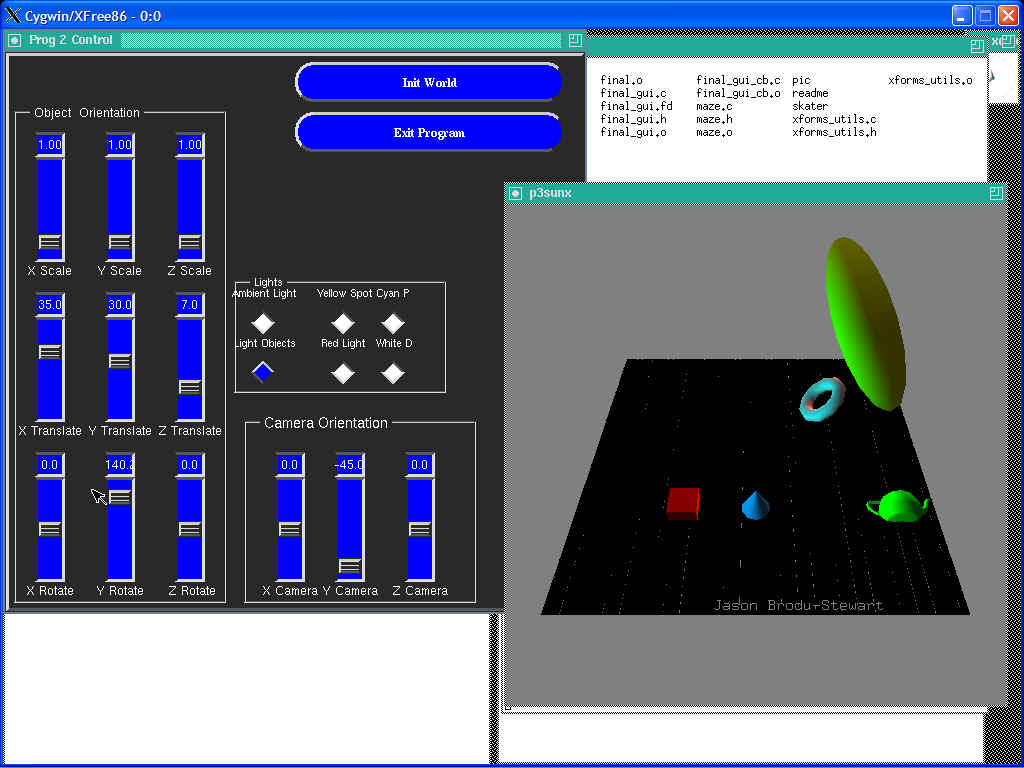 Cygwin/XFree86 - 0:0
Prog 2 Control
Init World
Exit Program
final.o final_gui_cb.c pic xforms_utils.o
final_gui.c final_gui_cb.o readme
final_gui.fd maze.c skater
final_gui.h maze.h xforms_utils.c
final_gui.o maze.o xforms_utils.h
Object Orientation
1.00 1.00 1.00
X Scale Y Scale Z Scale
35.0 30.0 7.0
X Translate Y Translate Z Translate
0.0 140.2 0.0
X Rotate Y Rotate Z Rotate
Lights
Ambient Light Yellow Spot Cyan P
Light Objects Red Light White D
Camera Orientation
0.0 -45.0 0.0
X Camera Y Camera Z Camera
p3sunx
Jason Brody-Stewart